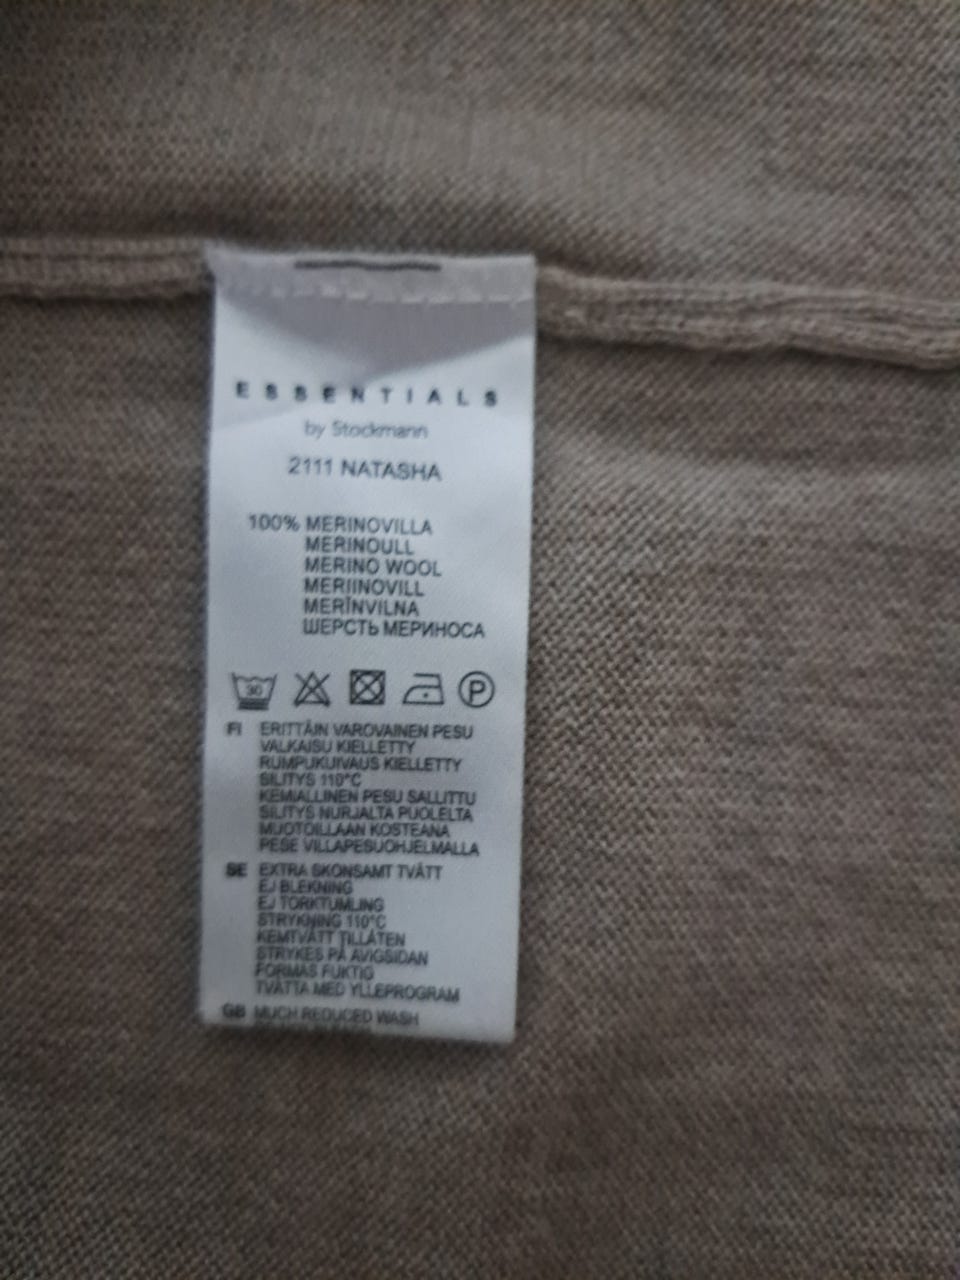 ESSENTIALS
by Stockmann
2111 NATASHA
100% MERINOVILLA
MERINOULL
MERINO WOOL
MERIINOVILL
MERĪNVILNA
ШЕРСТЬ МЕРИНОСА
30 P
FI ERITTÄIN VAROVAINEN PESU
VALKAISU KIELLETTY
RUMPUKUIVAUS KIELLETTY
SILITYS 110°C
KEMIALLINEN PESU SALLITTU
SILITYS NURJALTA PUOLELTA
MUOTOILLAAN KOSTEANA
PESE VILLAPESUOHJELMALLA
SE EXTRA SKONSAMT TVÄTT
EJ BLEKNING
EJ TORKTUMLING
STRYKNING 110°C
KEMTVÄTT TILLÅTEN
STRYKES PÅ AVIGSIDAN
FORMAS FUKTIG
TVÄTTA MED YLLEPROGRAM
GB MUCH REDUCED WASH